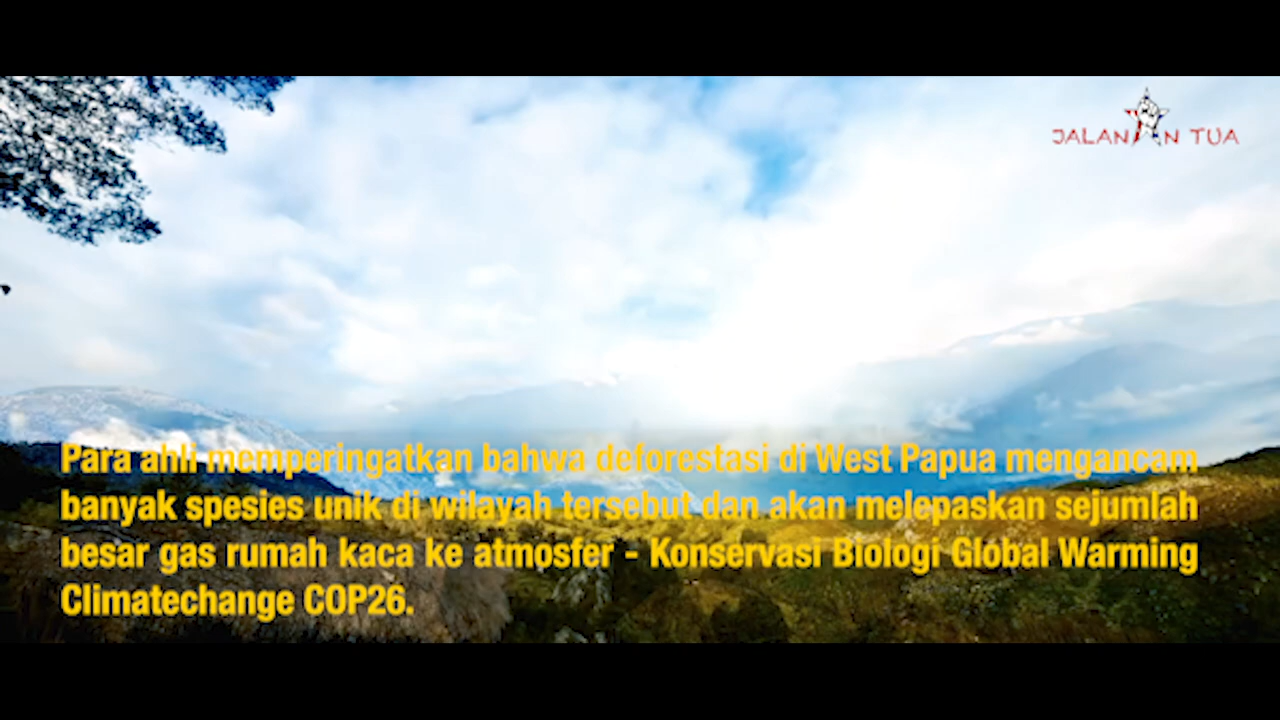 JALANAN TUA
Para ahli memperingatkan bahwa deforestasi di West Papua mengancam
banyak spesies unik di wilayah tersebut dan akan melepaskan sejumlah
besar gas rumah kaca ke atmosfer - Konservasi Biologi Global Warming
Climatechange COP26.